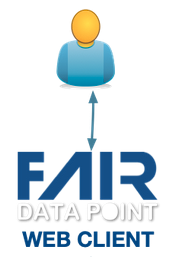 FAIR
DATA POINT
WEB CLIENT